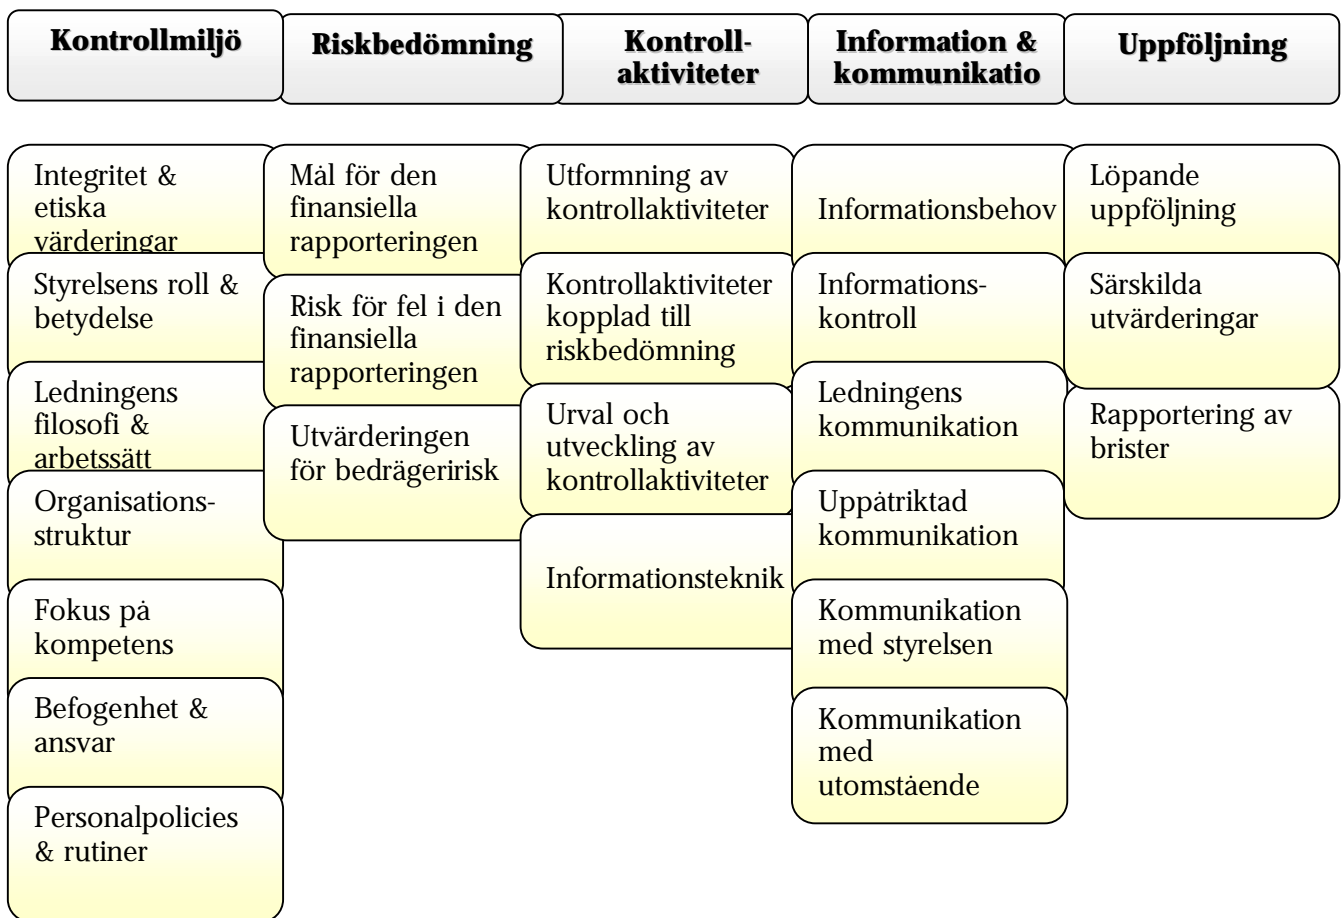 Kontrollmiljö
Riskbedömning
Kontroll-
aktiviteter
Information &
kommunikatio
Uppföljning
Integritet &
etiska
värderingar
Styrelsens roll &
betydelse
Ledningens
filosofi &
arbetssätt
Organisations-
struktur
Fokus på
kompetens
Befogenhet &
ansvar
Personalpolicies
& rutiner
Mål för den
finansiella
rapporteringen
Risk för fel i den
finansiella
rapporteringen
Utvärderingen
för bedrägeririsk
Utformning av
kontrollaktiviteter
Kontrollaktiviteter
kopplad till
riskbedömning
Urval och
utveckling av
kontrollaktiviteter
Informationsteknik
Informationsbehov
Informations-
kontroll
Ledningens
kommunikation
Uppåtriktad
kommunikation
Kommunikation
med styrelsen
Kommunikation
med
utomstående
Löpande
uppföljning
Särskilda
utvärderingar
Rapportering av
brister